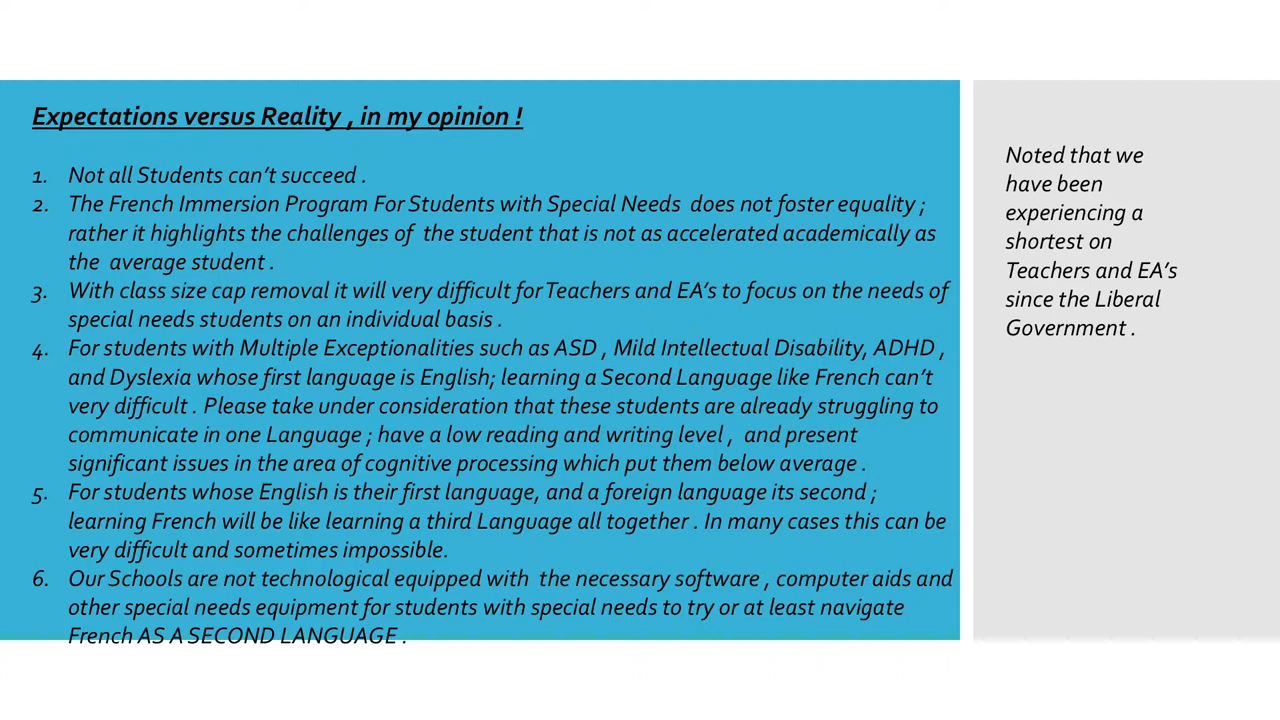 Expectations versus Reality , in my opinion !
1. Not all Students can’t succeed .
2. The French Immersion Program For Students with Special Needs does not foster equality ;
rather it highlights the challenges of the student that is not as accelerated academically as
the average student .
3. With class size cap removal it will very difficult for Teachers and EA’s to focus on the needs of
special needs students on an individual basis .
4. For students with Multiple Exceptionalities such as ASD , Mild Intellectual Disability, ADHD ,
and Dyslexia whose first language is English; learning a Second Language like French can’t
very difficult . Please take under consideration that these students are already struggling to
communicate in one Language ; have a low reading and writing level , and present
significant issues in the area of cognitive processing which put them below average .
5. For students whose English is their first language, and a foreign language its second ;
learning French will be like learning a third Language all together . In many cases this can be
very difficult and sometimes impossible.
6. Our Schools are not technological equipped with the necessary software , computer aids and
other special needs equipment for students with special needs to try or at least navigate
French AS A SECOND LANGUAGE .
Noted that we
have been
experiencing a
shortest on
Teachers and EA’s
since the Liberal
Government .